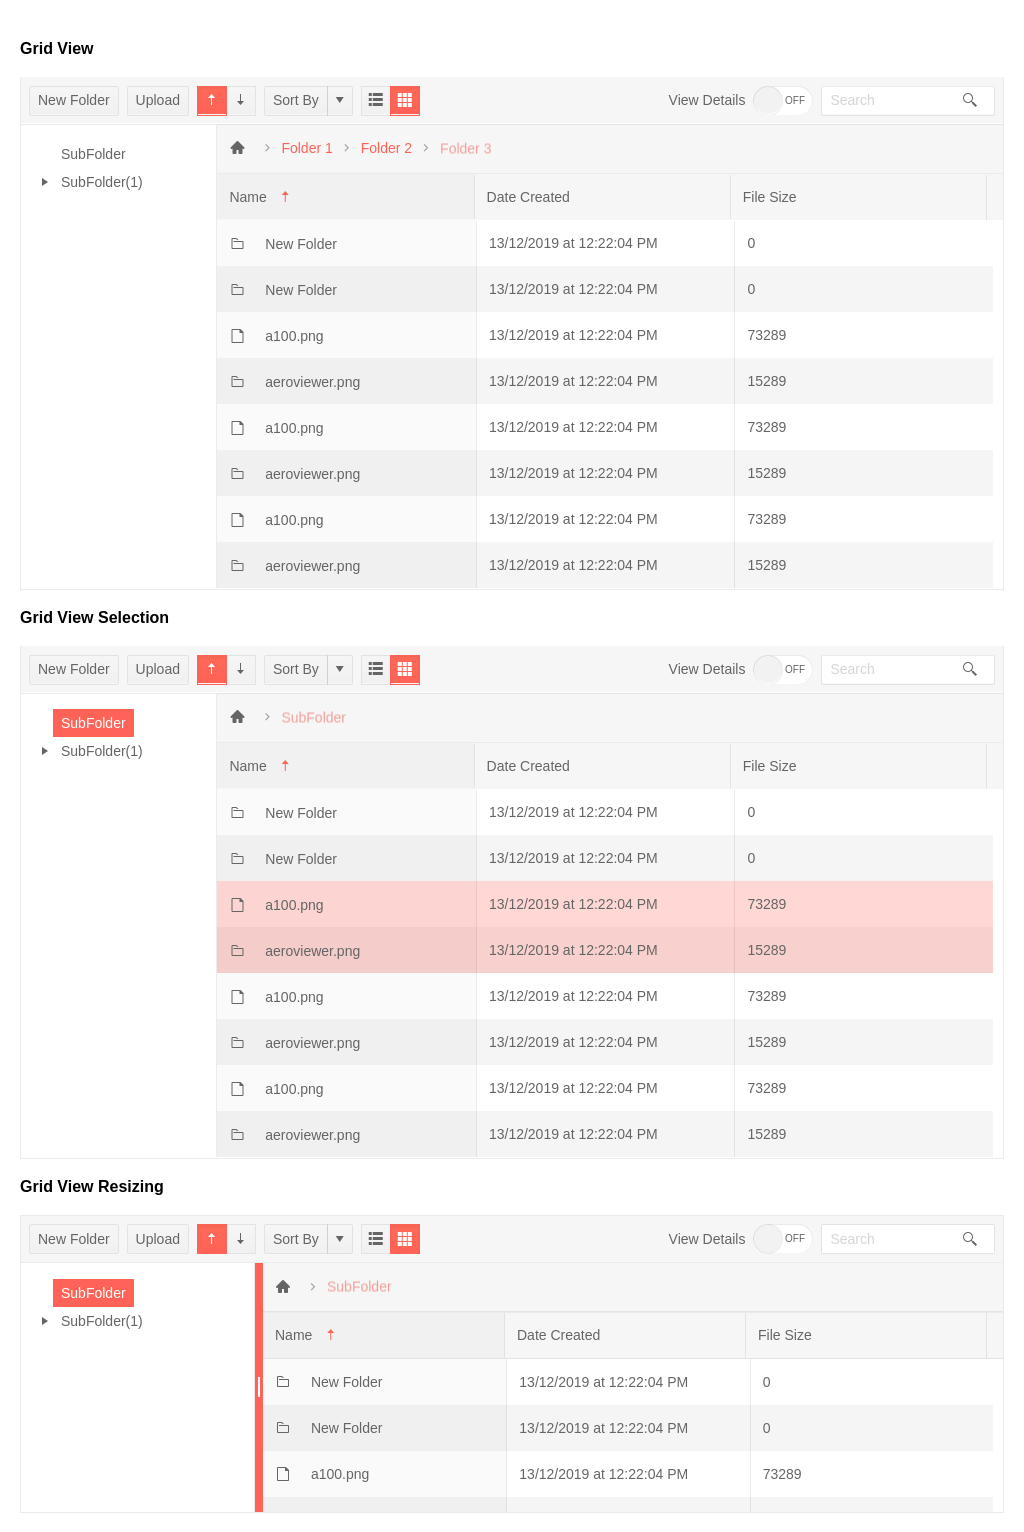 Grid View
New Folder Upload Sort By View Details OFF Search
SubFolder
SubFolder(1)
Folder 1 Folder 2 Folder 3
Name Date Created File Size
New Folder 13/12/2019 at 12:22:04 PM 0
New Folder 13/12/2019 at 12:22:04 PM 0
a100.png 13/12/2019 at 12:22:04 PM 73289
aeroviewer.png 13/12/2019 at 12:22:04 PM 15289
a100.png 13/12/2019 at 12:22:04 PM 73289
aeroviewer.png 13/12/2019 at 12:22:04 PM 15289
a100.png 13/12/2019 at 12:22:04 PM 73289
aeroviewer.png 13/12/2019 at 12:22:04 PM 15289
Grid View Selection
New Folder Upload Sort By View Details OFF Search
SubFolder
SubFolder(1)
SubFolder
Name Date Created File Size
New Folder 13/12/2019 at 12:22:04 PM 0
New Folder 13/12/2019 at 12:22:04 PM 0
a100.png 13/12/2019 at 12:22:04 PM 73289
aeroviewer.png 13/12/2019 at 12:22:04 PM 15289
a100.png 13/12/2019 at 12:22:04 PM 73289
aeroviewer.png 13/12/2019 at 12:22:04 PM 15289
a100.png 13/12/2019 at 12:22:04 PM 73289
aeroviewer.png 13/12/2019 at 12:22:04 PM 15289
Grid View Resizing
New Folder Upload Sort By View Details OFF Search
SubFolder
SubFolder(1)
SubFolder
Name Date Created File Size
New Folder 13/12/2019 at 12:22:04 PM 0
New Folder 13/12/2019 at 12:22:04 PM 0
a100.png 13/12/2019 at 12:22:04 PM 73289